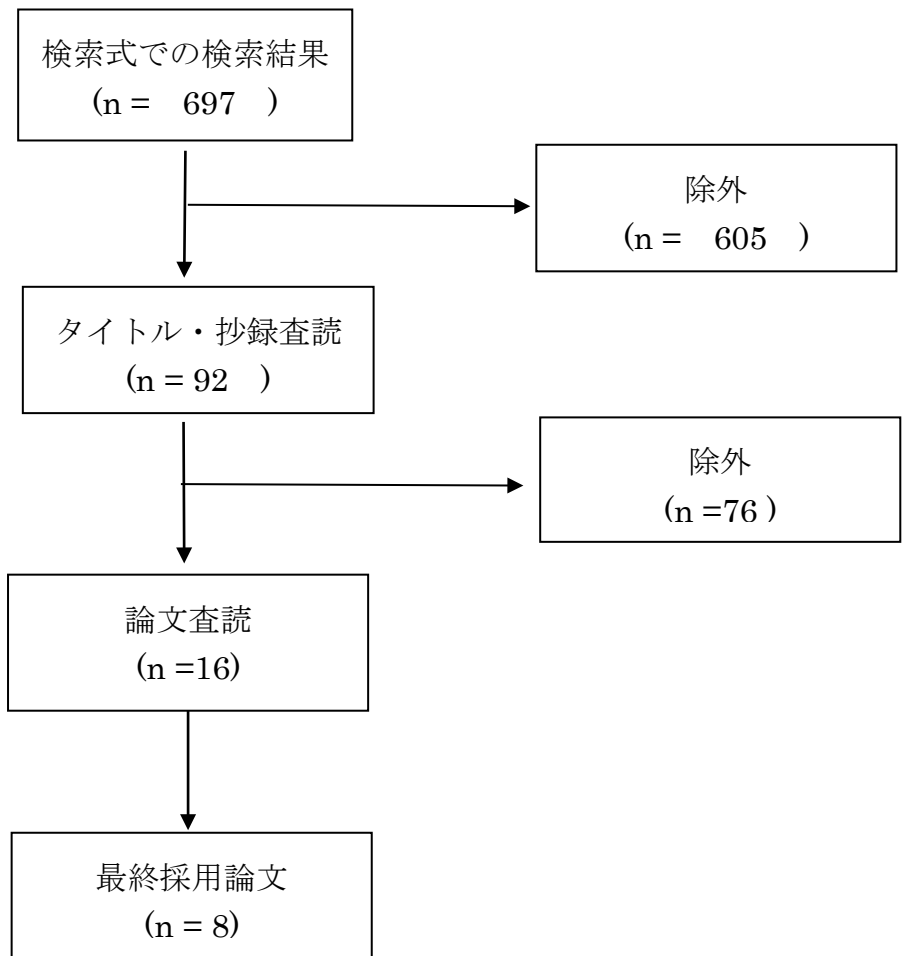 検索式での検索結果
(n =　697　)
除外
(n =　605　)
タイトル・抄録査読
(n = 92　)
除外
(n =76 )
論文査読
(n =16)
最終採用論文
(n = 8)